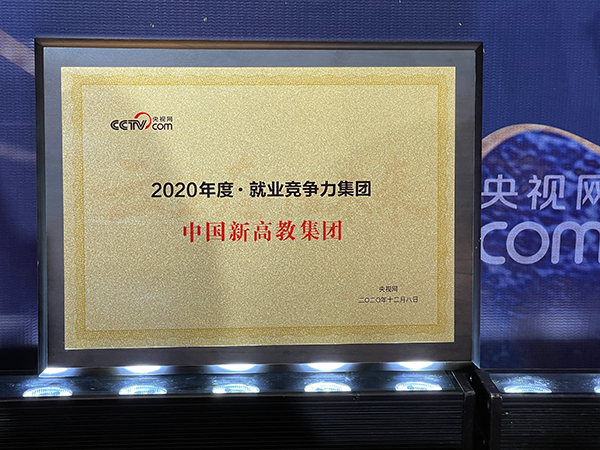 CCTV 央视网
com
2020年度·就业竞争力集团
中国新高教集团
央视网
二〇二〇年十二月八日
央视网
com